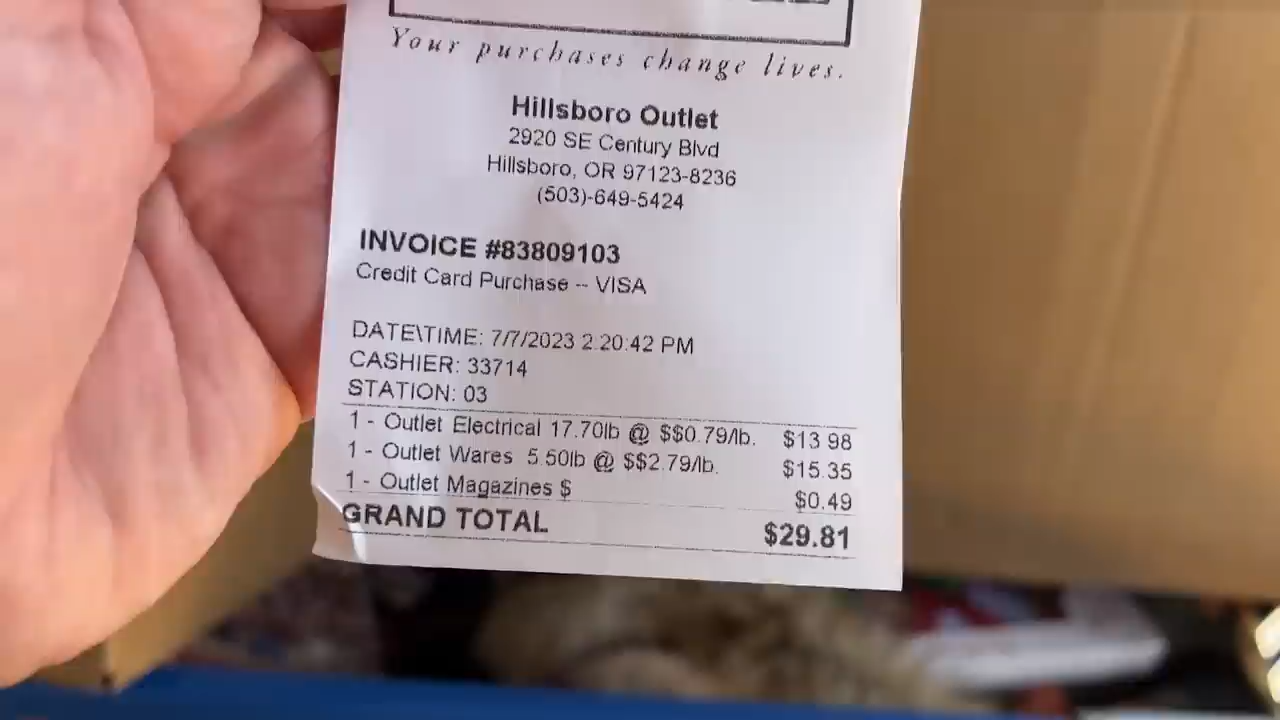 Your purchases change lives.
Hillsboro Outlet
2920 SE Century Blvd
Hillsboro, OR 97123-8236
(503)-649-5424
INVOICE #83809103
Credit Card Purchase -- VISA
DATE\TIME: 7/7/2023 2:20:42 PM
CASHIER: 33714
STATION: 03
1 - Outlet Electrical 17.70lb @ $$0.79/lb. $13.98
1 - Outlet Wares 5.50lb @ $$2.79/lb. $15.35
1 - Outlet Magazines $ $0.49
GRAND TOTAL $29.81